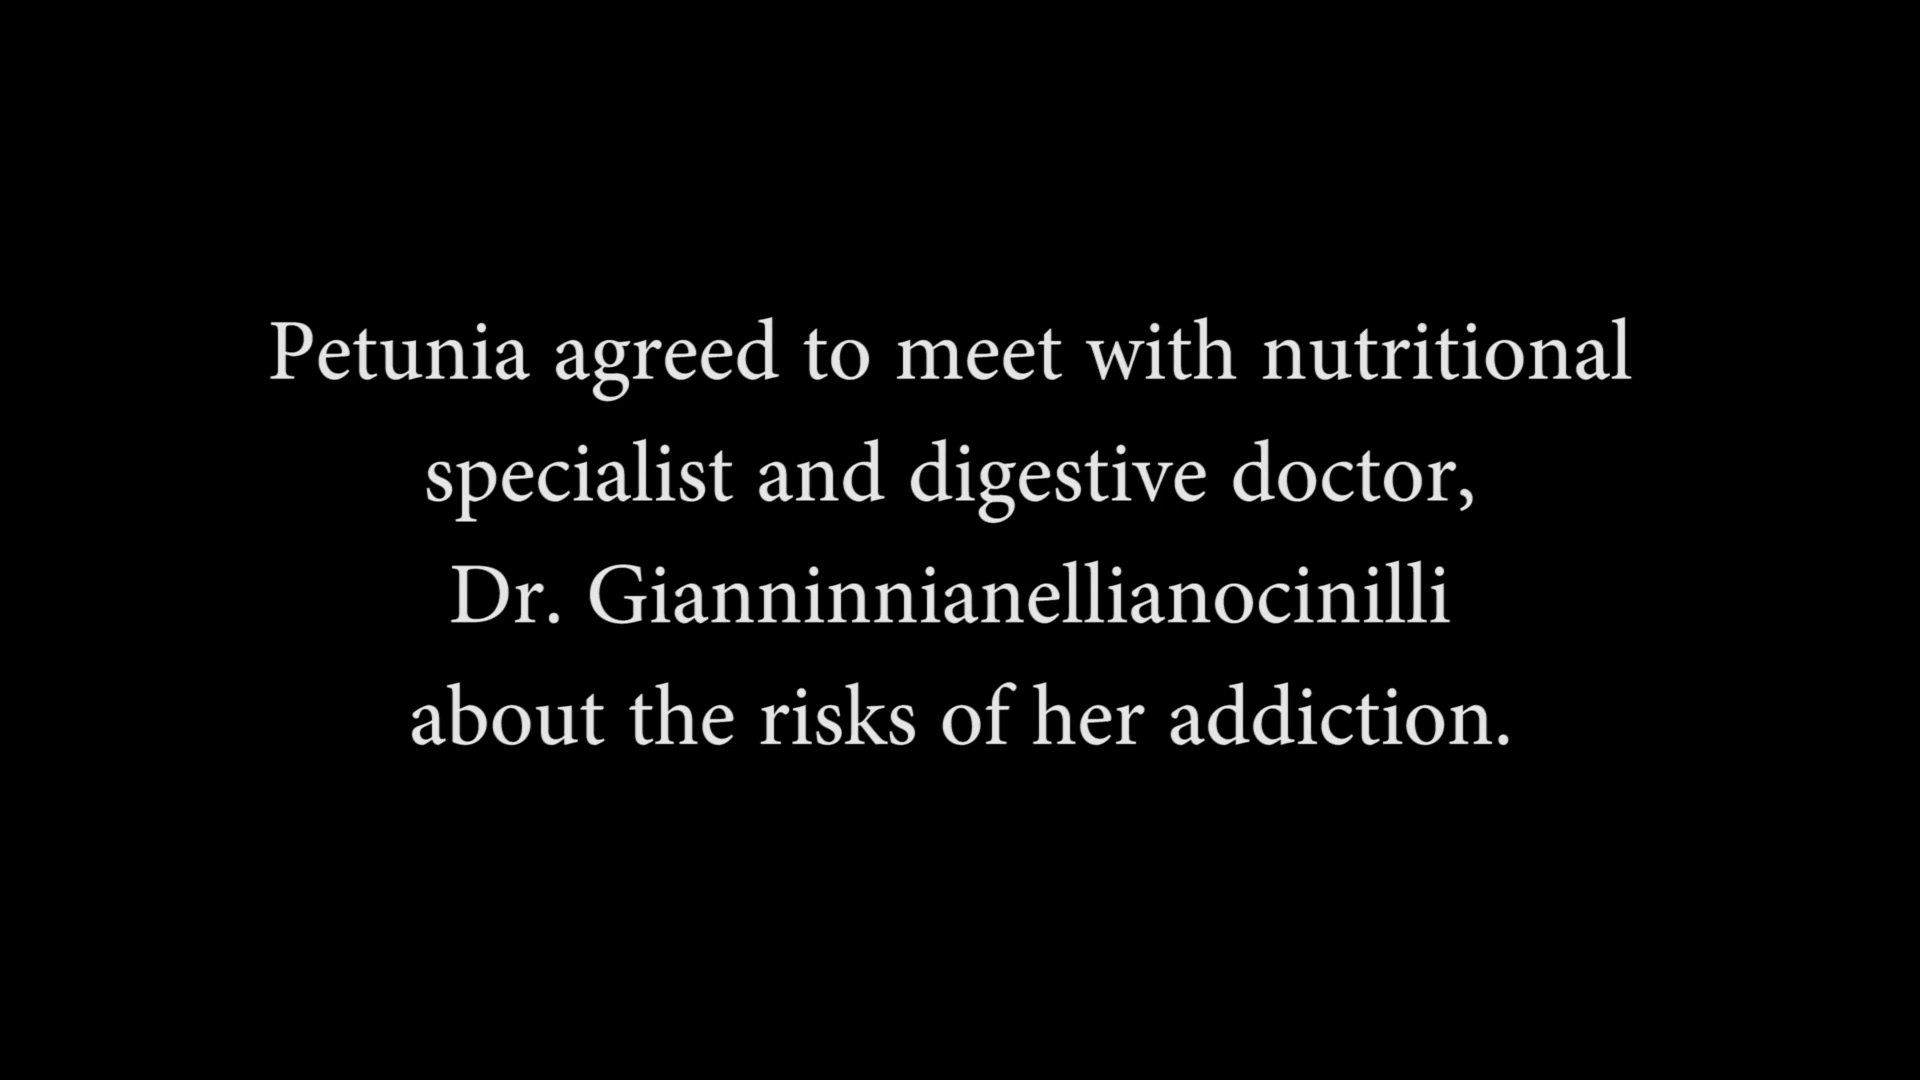 Petunia agreed to meet with nutritional
specialist and digestive doctor,
Dr. Gianninnianellianocinilli
about the risks of her addiction.